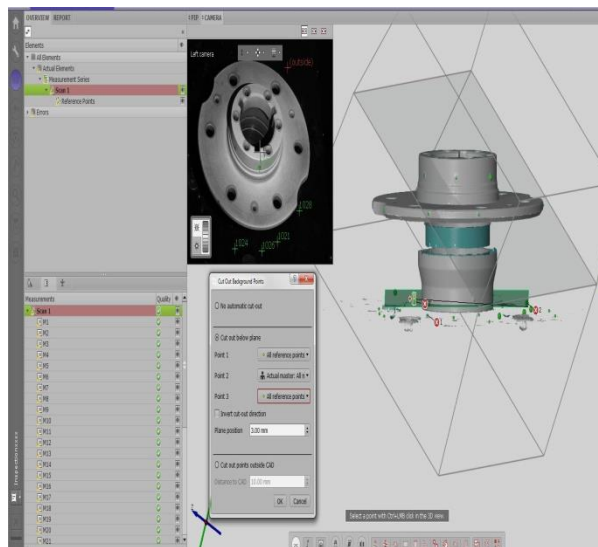 OVERVIEW REPORT
CAMERA
Elements
All Elements
Actual Elements
Measurement Series
Scan 1
Reference Points
Errors
Left camera
(outside)
1028
1021
1024
1026
Measurements
Quality
Scan 1
M1
M2
M3
M4
M5
M6
M7
M8
M9
M10
M11
M12
M13
M14
M15
M16
M17
M18
M19
M20
M21
Cut Out Background Points
No automatic cut-out
Cut out below plane
Point 1
All reference points
Point 2
Actual master: All
Point 3
All reference points
Invert cut-out direction
Plane position
3.00 mm
Cut out points outside CAD
Distance to CAD
10.00 mm
OK
Cancel
Select a point with Ctrl+LMB click in the 3D view.